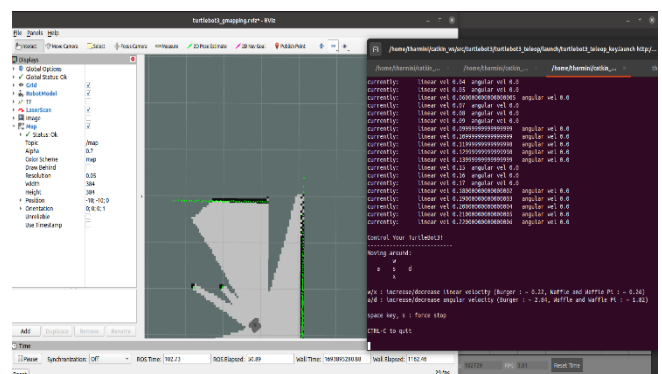 turtlebot3_gmapping.rviz* - RViz
File Panels Help
Interact Move Camera Select Focus Camera Measure 2D Pose Estimate 2D Nav Goal Publish Point
Displays
Global Options
Global Status: Ok
Grid
RobotModel
TF
LaserScan
Image
Map
Status: Ok
Topic /map
Alpha 0.7
Color Scheme map
Draw Behind
Resolution 0.05
Width 384
Height 384
Position -10; -10; 0
Orientation 0; 0; 0; 1
Unreliable
Use Timestamp
Add Duplicate Remove Rename
Time
Pause Synchronization: Off ROS Time: 102.73 ROS Elapsed: 50.89 Wall Time: Wall Elapsed: 1162.46
Reset
/home/tharmini/catkin_ws/src/turtlebot3/turtlebot3_teleop/launch/turtlebot3_teleop_key.launch http:/...
/home/tharmini/catkin_... /home/tharmini/catkin_... /home/tharmini/catkin_... th
currently: linear vel 0.04 angular vel 0.0
currently: linear vel 0.05 angular vel 0.0
currently: linear vel 0.060000000000000005 angular vel 0.0
currently: linear vel 0.07 angular vel 0.0
currently: linear vel 0.08 angular vel 0.0
currently: linear vel 0.09 angular vel 0.0
currently: linear vel 0.09999999999999999 angular vel 0.0
currently: linear vel 0.10999999999999999 angular vel 0.0
currently: linear vel 0.11999999999999998 angular vel 0.0
currently: linear vel 0.12999999999999998 angular vel 0.0
currently: linear vel 0.13999999999999999 angular vel 0.0
currently: linear vel 0.15 angular vel 0.0
currently: linear vel 0.16 angular vel 0.0
currently: linear vel 0.17 angular vel 0.0
currently: linear vel 0.18000000000000002 angular vel 0.0
currently: linear vel 0.19000000000000003 angular vel 0.0
currently: linear vel 0.20000000000000004 angular vel 0.0
currently: linear vel 0.21000000000000005 angular vel 0.0
currently: linear vel 0.22000000000000006 angular vel 0.0
Control Your TurtleBot3!
---------------------------
Moving around:
w
a s d
x
w/x : increase/decrease linear velocity (Burger : ~ 0.22, Waffle and Waffle Pi : ~ 0.26)
a/d : increase/decrease angular velocity (Burger : ~ 2.84, Waffle and Waffle Pi : ~ 1.82)
space key, s : force stop
CTRL-C to quit
FPS Reset Time